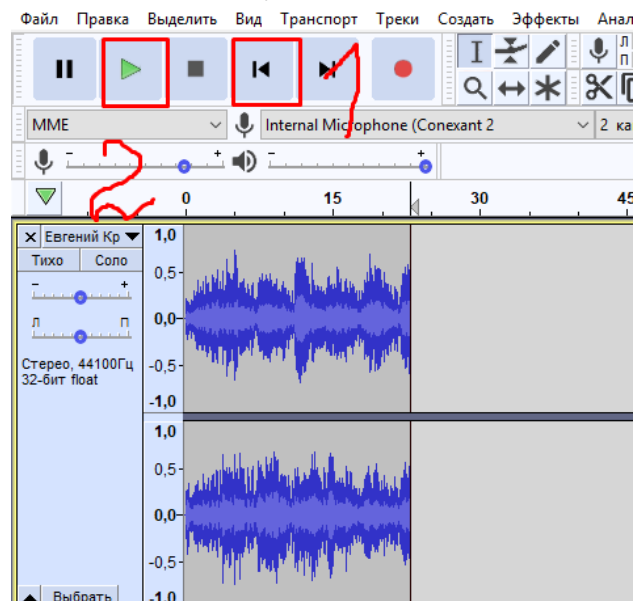 Файл Правка Выделить Вид Транспорт Треки Создать Эффекты Анал
1
Л
П
MME Internal Microphone (Conexant 2 2 ка
- + - +
2
0 15 30 45
Евгений Кр 1,0
Тихо Соло
0,5
- +
0,0
Л П
Стерео, 44100Гц -0,5
32-бит float
-1,0
1,0
0,5
0,0
-0,5
Выбрать -1,0